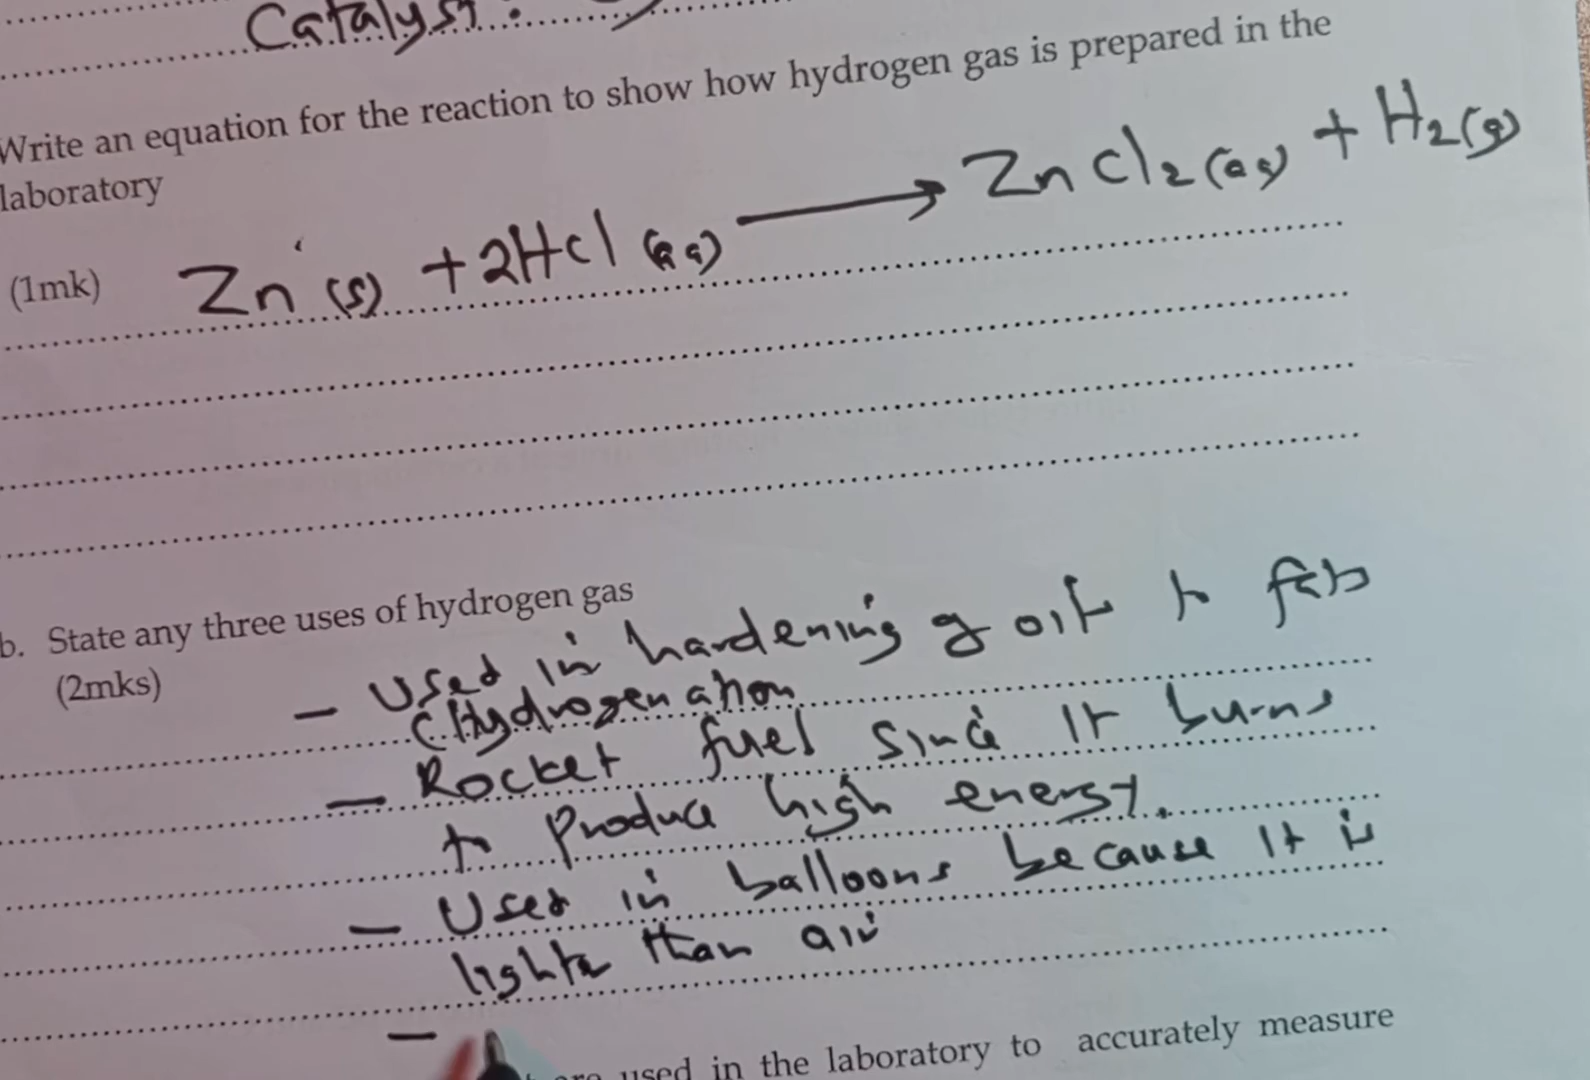 Catalyst.
Write an equation for the reaction to show how hydrogen gas is prepared in the
laboratory
(1mk) Zn (s) + 2HCl (aq) → ZnCl2(aq) + H2(g)
b. State any three uses of hydrogen gas
(2mks)
- Used in hardening of oil to fats
(Hydrogenation
- Rocket fuel since it burns
to produce high energy.
- Used in balloons because it is
lighter than air
-
used in the laboratory to accurately measure